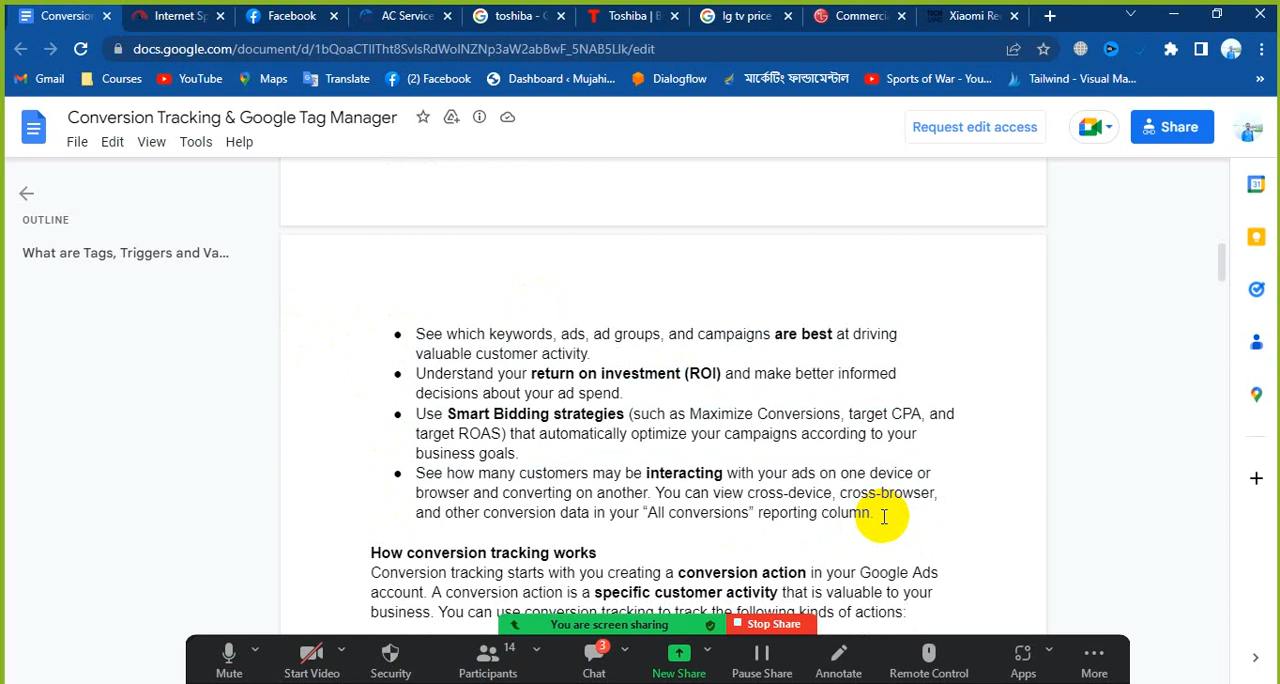 Conversion
Internet Sp
Facebook
AC Service
toshiba - G
Toshiba | B
lg tv price
Commerci
Xiaomi Re
docs.google.com/document/d/1bQoaCTlITht8SvlsRdWolNZNp3aW2abBwF_5NAB5LIk/edit
Gmail
Courses
YouTube
Maps
Translate
(2) Facebook
Dashboard ‹ Mujahi...
Dialogflow
মার্কেটিং ফান্ডামেন্টাল
Sports of War - You...
Tailwind - Visual Ma...
Conversion Tracking & Google Tag Manager
File Edit View Tools Help
Request edit access
Share
OUTLINE
What are Tags, Triggers and Va...
● See which keywords, ads, ad groups, and campaigns are best at driving
valuable customer activity.
● Understand your return on investment (ROI) and make better informed
decisions about your ad spend.
● Use Smart Bidding strategies (such as Maximize Conversions, target CPA, and
target ROAS) that automatically optimize your campaigns according to your
business goals.
● See how many customers may be interacting with your ads on one device or
browser and converting on another. You can view cross-device, cross-browser,
and other conversion data in your “All conversions” reporting column.
How conversion tracking works
Conversion tracking starts with you creating a conversion action in your Google Ads
account. A conversion action is a specific customer activity that is valuable to your
business. You can use conversion tracking to track the following kinds of actions:
You are screen sharing
Stop Share
14
3
Mute
Start Video
Security
Participants
Chat
New Share
Pause Share
Annotate
Remote Control
Apps
More
31